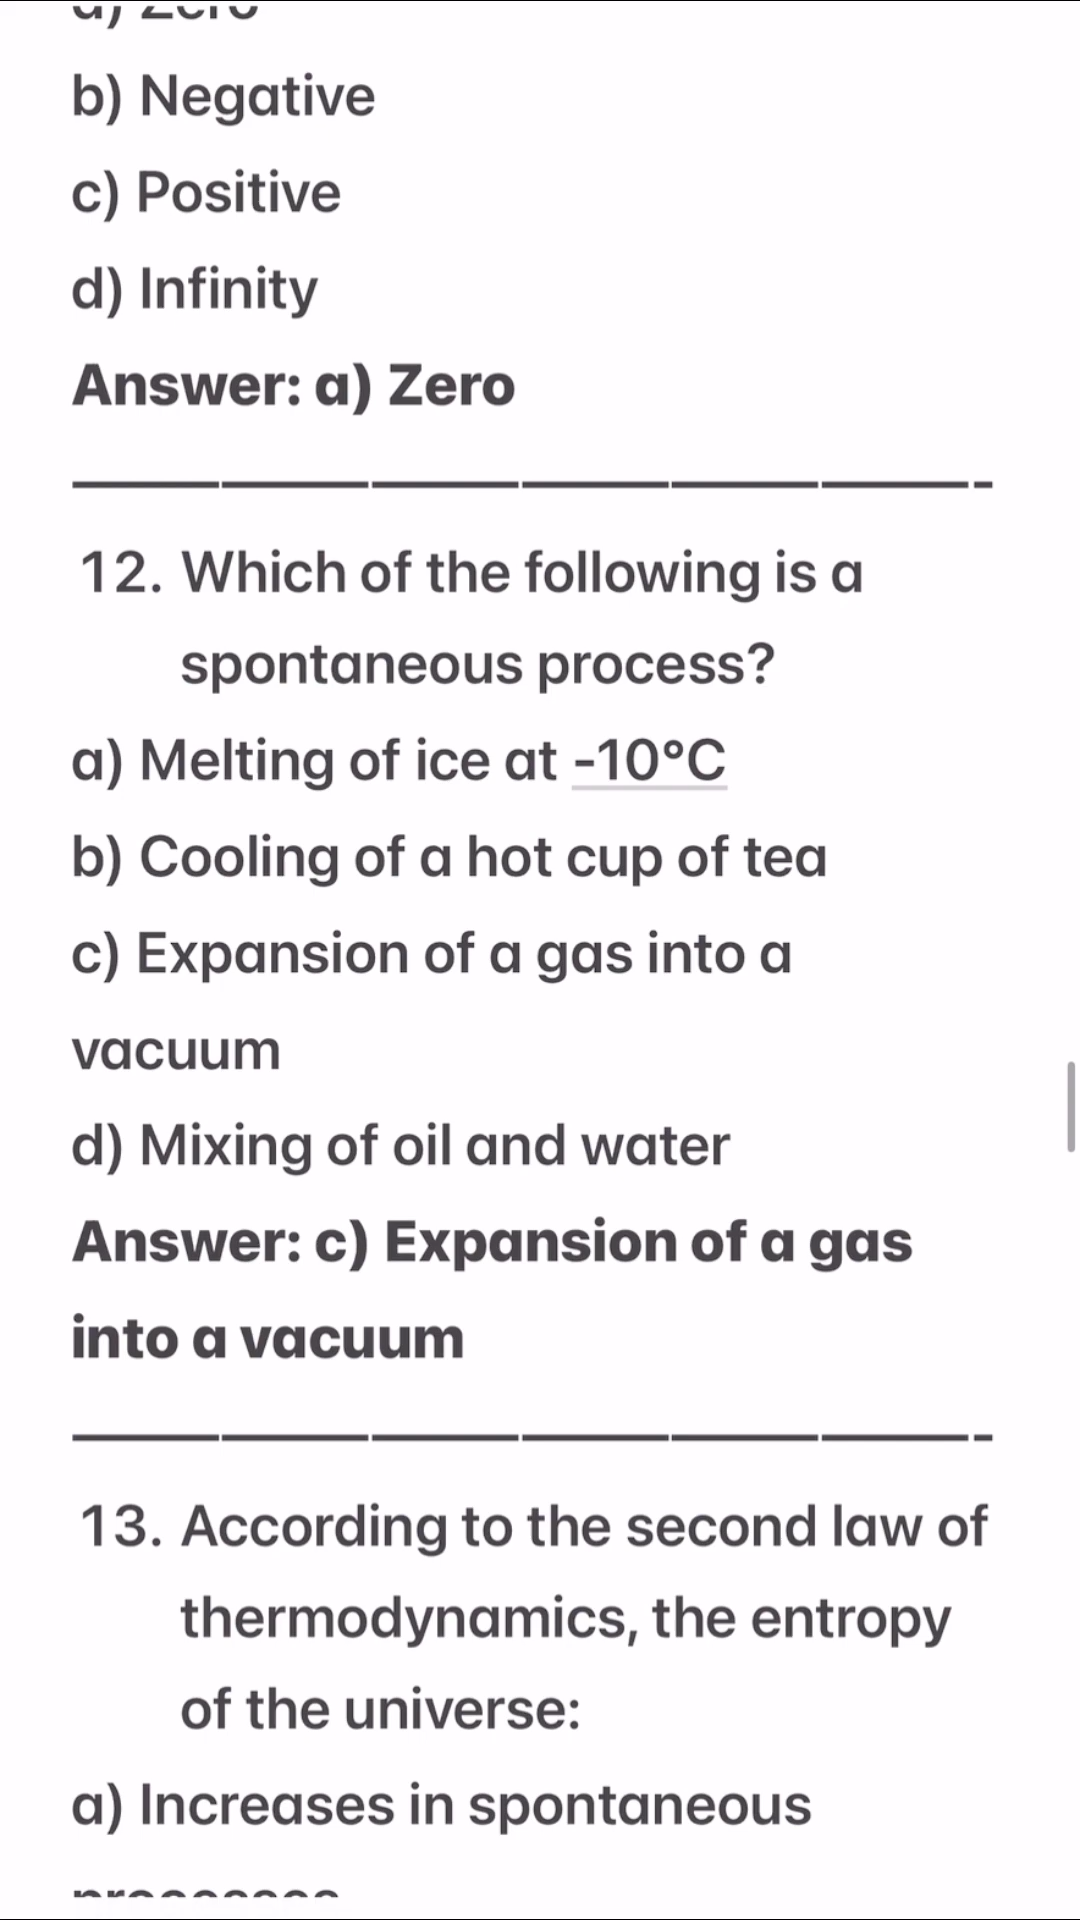 b) Negative
c) Positive
d) Infinity
Answer: a) Zero
——————-
12. Which of the following is a
spontaneous process?
a) Melting of ice at -10°C
b) Cooling of a hot cup of tea
c) Expansion of a gas into a
vacuum
d) Mixing of oil and water
Answer: c) Expansion of a gas
into a vacuum
——————-
13. According to the second law of
thermodynamics, the entropy
of the universe:
a) Increases in spontaneous